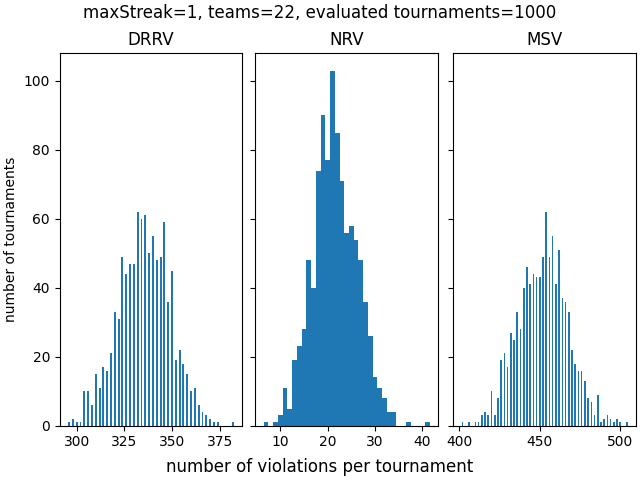 maxStreak=1, teams=22, evaluated tournaments=1000
DRRV NRV MSV
number of tournaments
100
80
60
40
20
0
300 325 350 375
10 20 30 40
400 450 500
number of violations per tournament